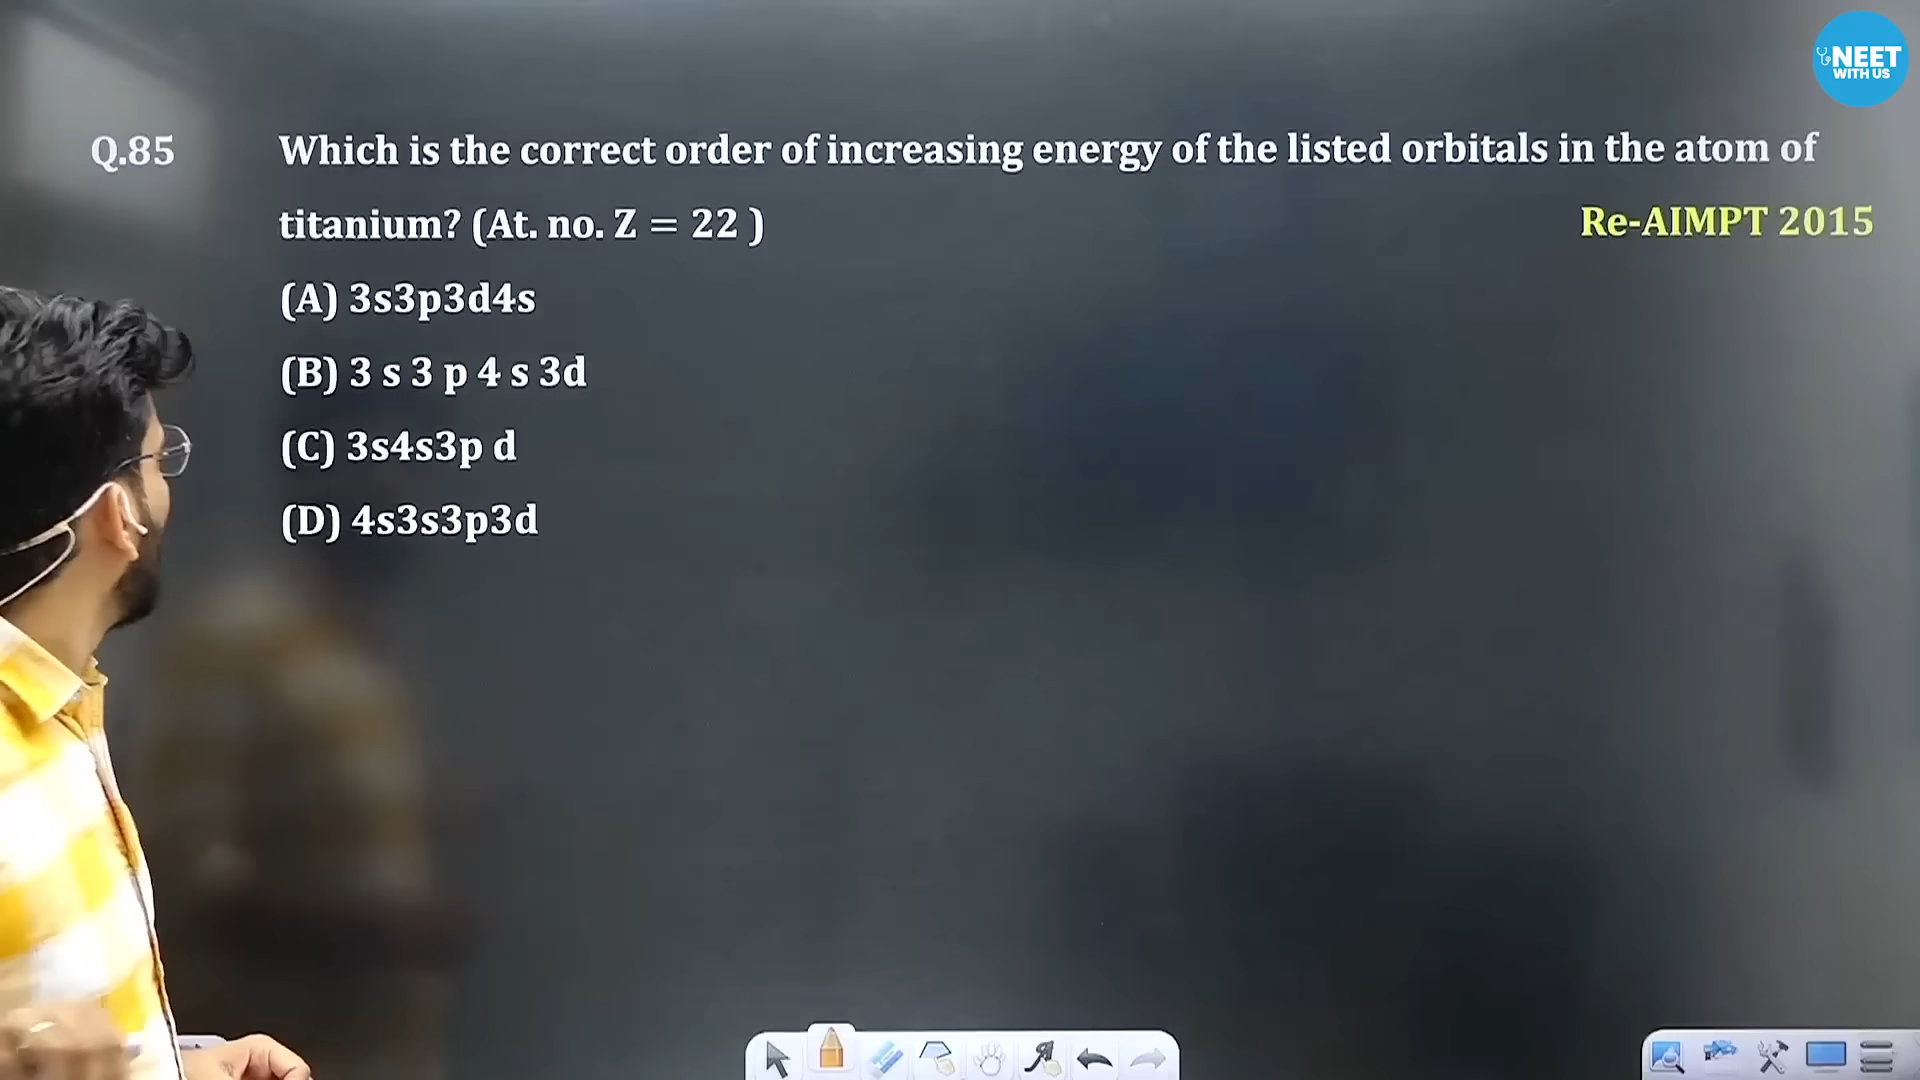 NEET
WITH US
Q.85 Which is the correct order of increasing energy of the listed orbitals in the atom of
titanium? (At. no. Z = 22 ) Re-AIMPT 2015
(A) 3s3p3d4s
(B) 3 s 3 p 4 s 3d
(C) 3s4s3p d
(D) 4s3s3p3d